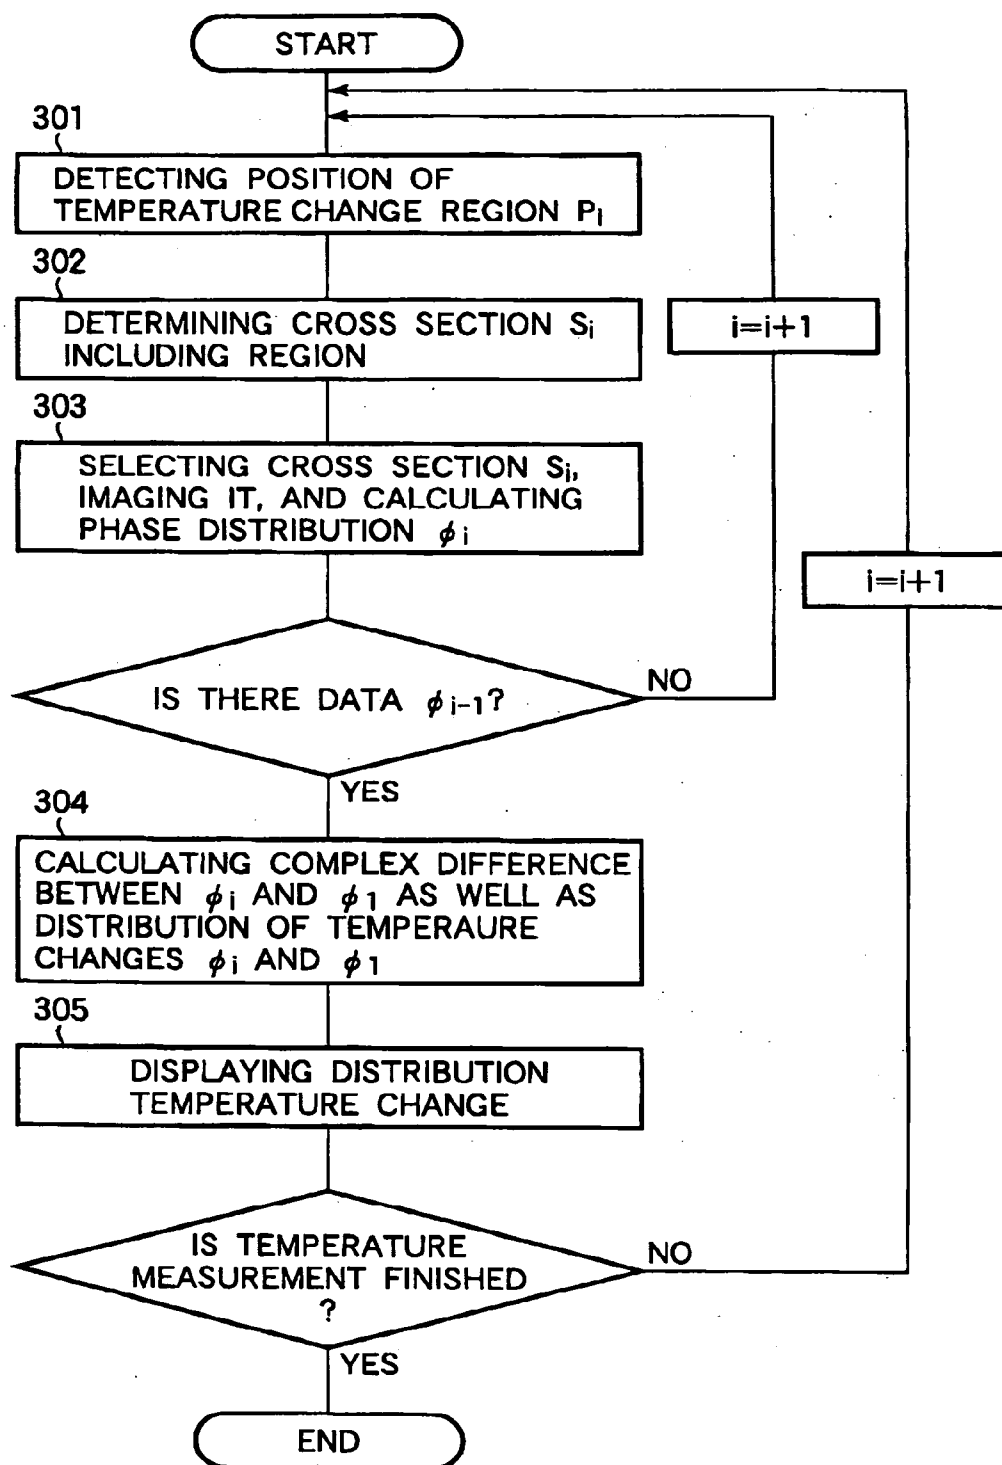 START
301
DETECTING POSITION OF
TEMPERATURE CHANGE REGION Pi
302
DETERMINING CROSS SECTION Si
INCLUDING REGION
i=i+1
303
SELECTING CROSS SECTION Si,
IMAGING IT, AND CALCULATING
PHASE DISTRIBUTION ϕi
i=i+1
IS THERE DATA ϕi-1?
NO
YES
304
CALCULATING COMPLEX DIFFERENCE
BETWEEN ϕi AND ϕ1 AS WELL AS
DISTRIBUTION OF TEMPERAURE
CHANGES ϕi AND ϕ1
305
DISPLAYING DISTRIBUTION
TEMPERATURE CHANGE
IS TEMPERATURE
MEASUREMENT FINISHED
?
NO
YES
END